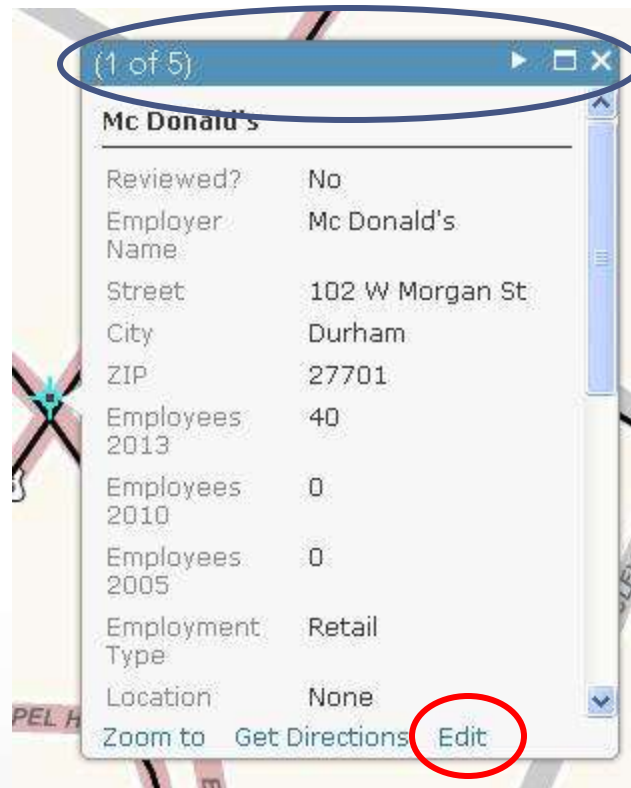 (1 of 5)
Mc Donald's
Reviewed? No
Employer Name Mc Donald's
Street 102 W Morgan St
City Durham
ZIP 27701
Employees 2013 40
Employees 2010 0
Employees 2005 0
Employment Type Retail
Location None
PEL H
Zoom to Get Directions Edit